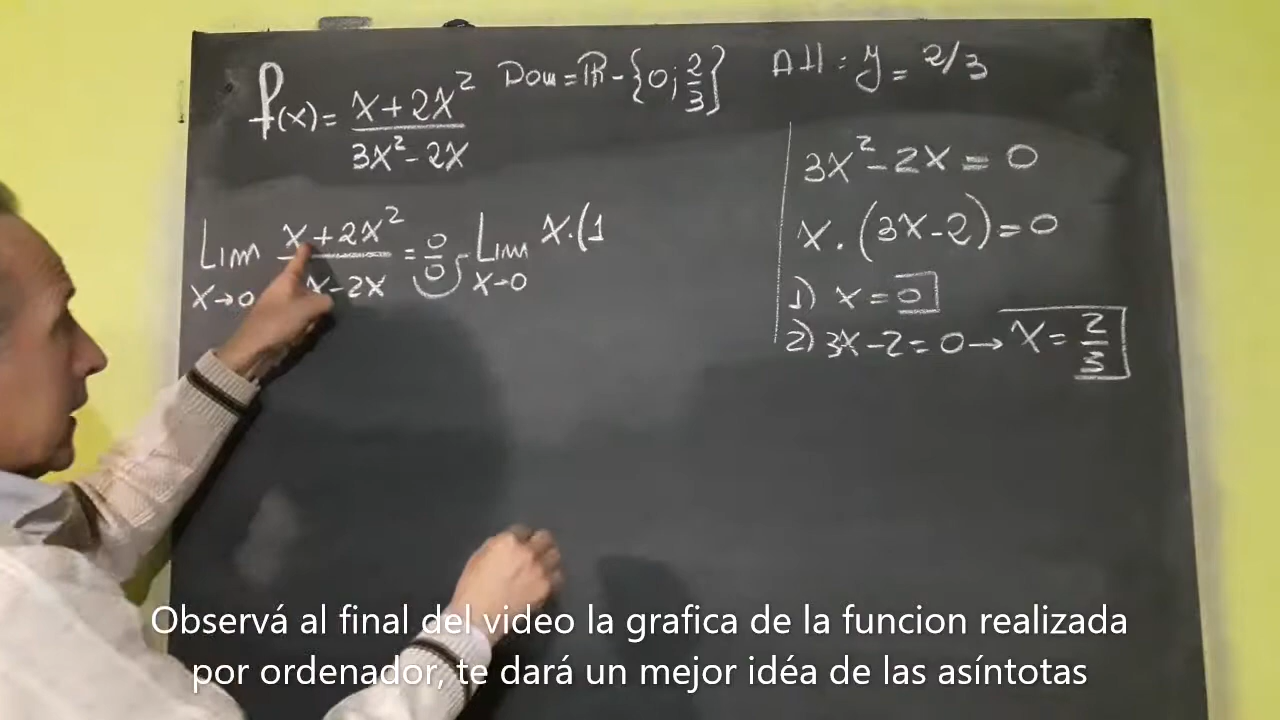 f(x) = x+2x² / 3x²-2x   Dom = ℝ - {0; 2/3}   AH: y = 2/3
3x²-2x = 0
x.(3x-2) = 0
1) x = 0
2) 3x-2 = 0 → x = 2/3
Lim x→0 x+2x² / x-2x = 0/0 Lim x→0 x.(1
Observá al final del video la grafica de la funcion realizada
por ordenador, te dará un mejor idéa de las asíntotas